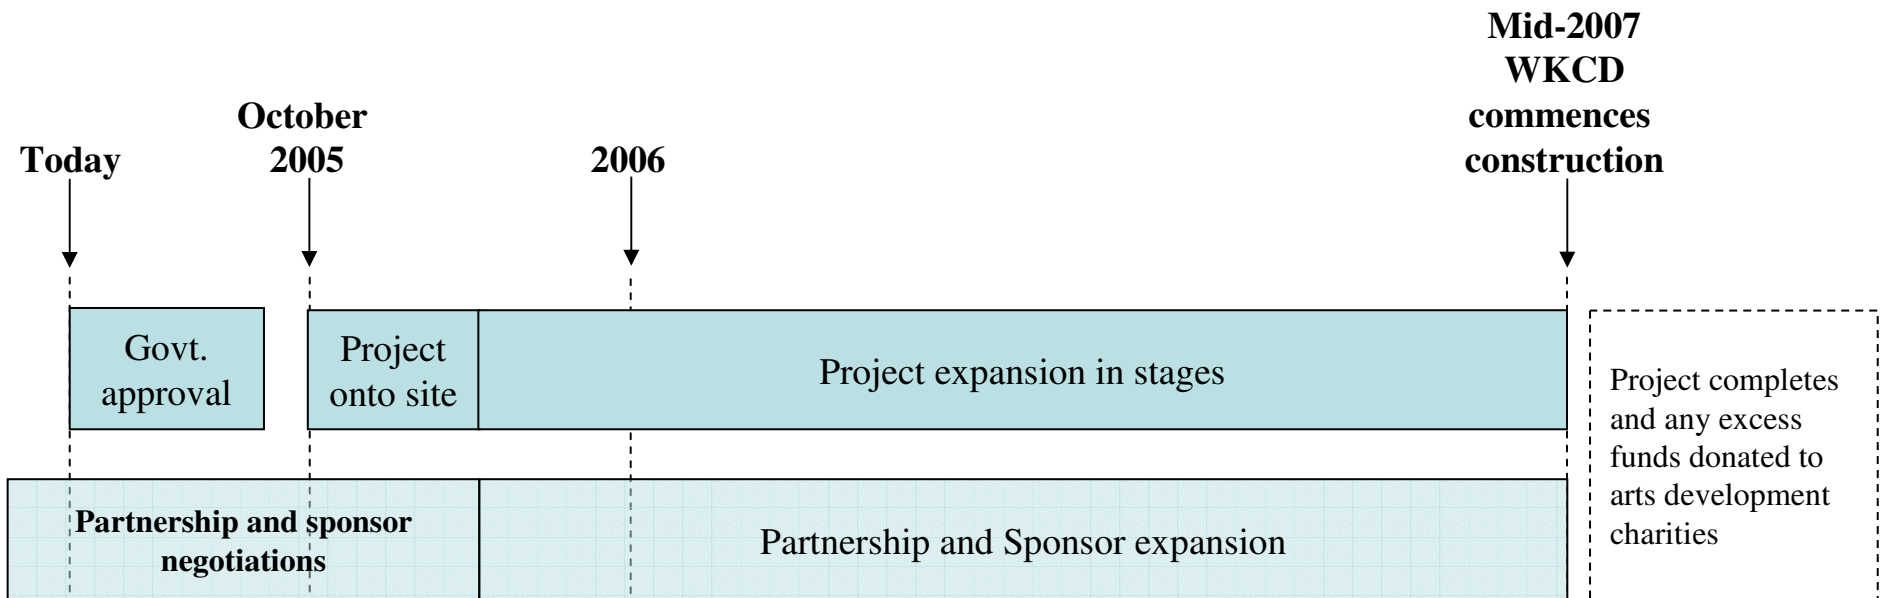 Today
October
2005
2006
Mid-2007
WKCD
commences
construction
Govt.
approval
Project
onto site
Project expansion in stages
Project completes
and any excess
funds donated to
arts development
charities
Partnership and sponsor
negotiations
Partnership and Sponsor expansion